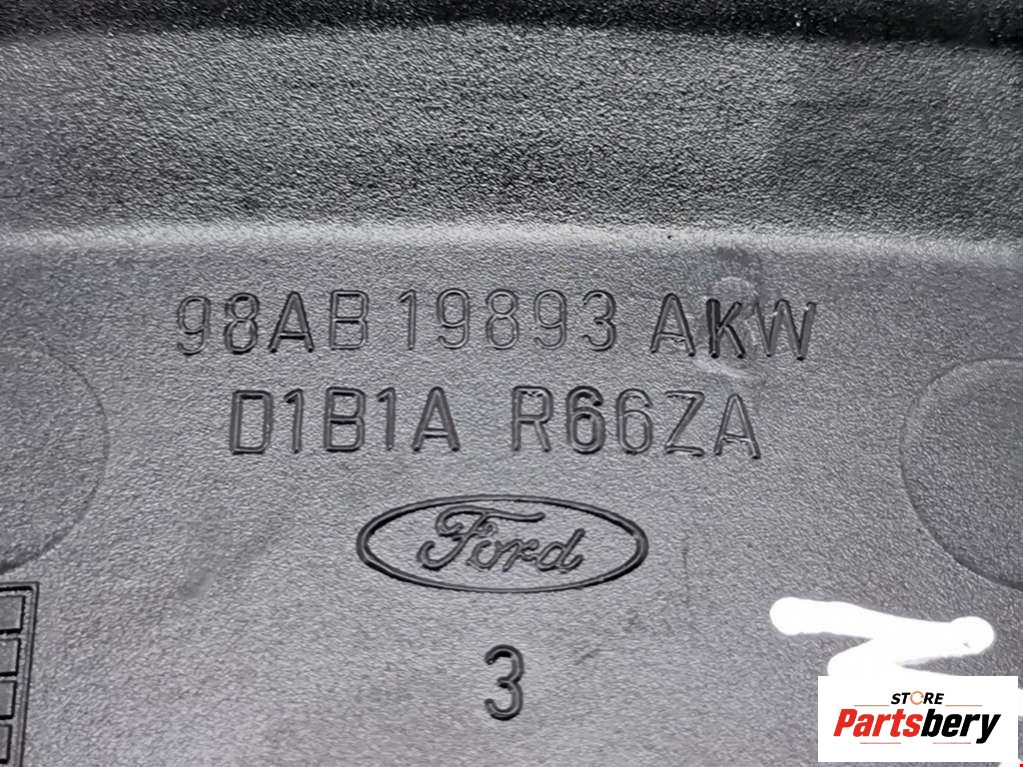 98AB 19893 AKW
D1B1A R66ZA
Ford
3
STORE
Partsbery